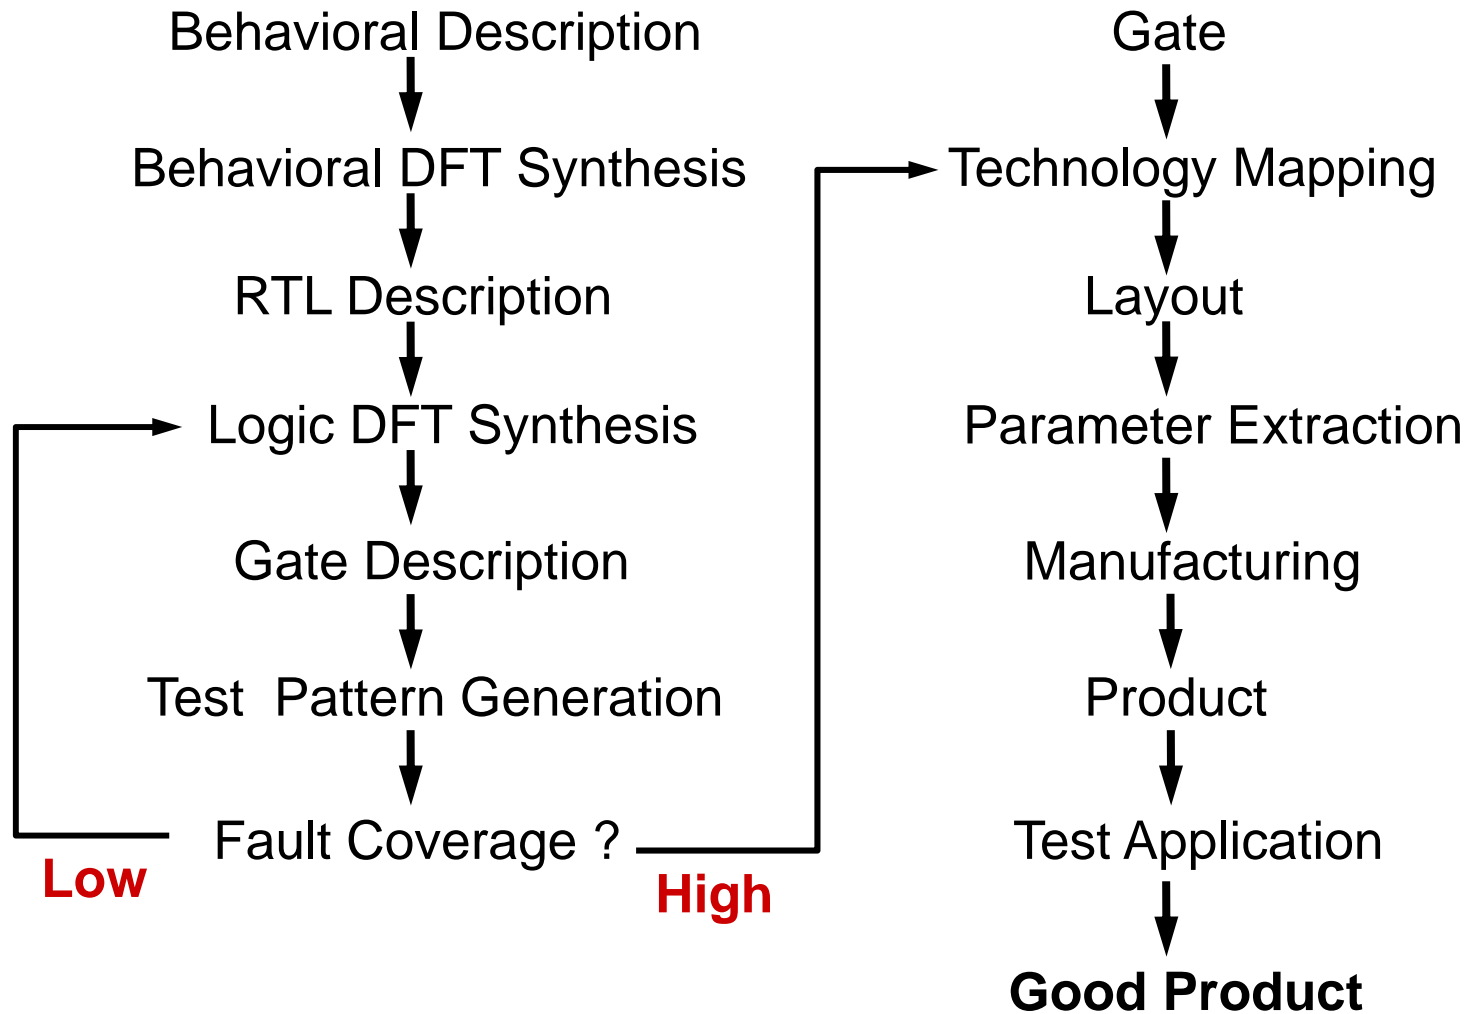 Behavioral Description
Behavioral DFT Synthesis
RTL Description
Logic DFT Synthesis
Gate Description
Test Pattern Generation
Fault Coverage ?
Low
High
Gate
Technology Mapping
Layout
Parameter Extraction
Manufacturing
Product
Test Application
Good Product